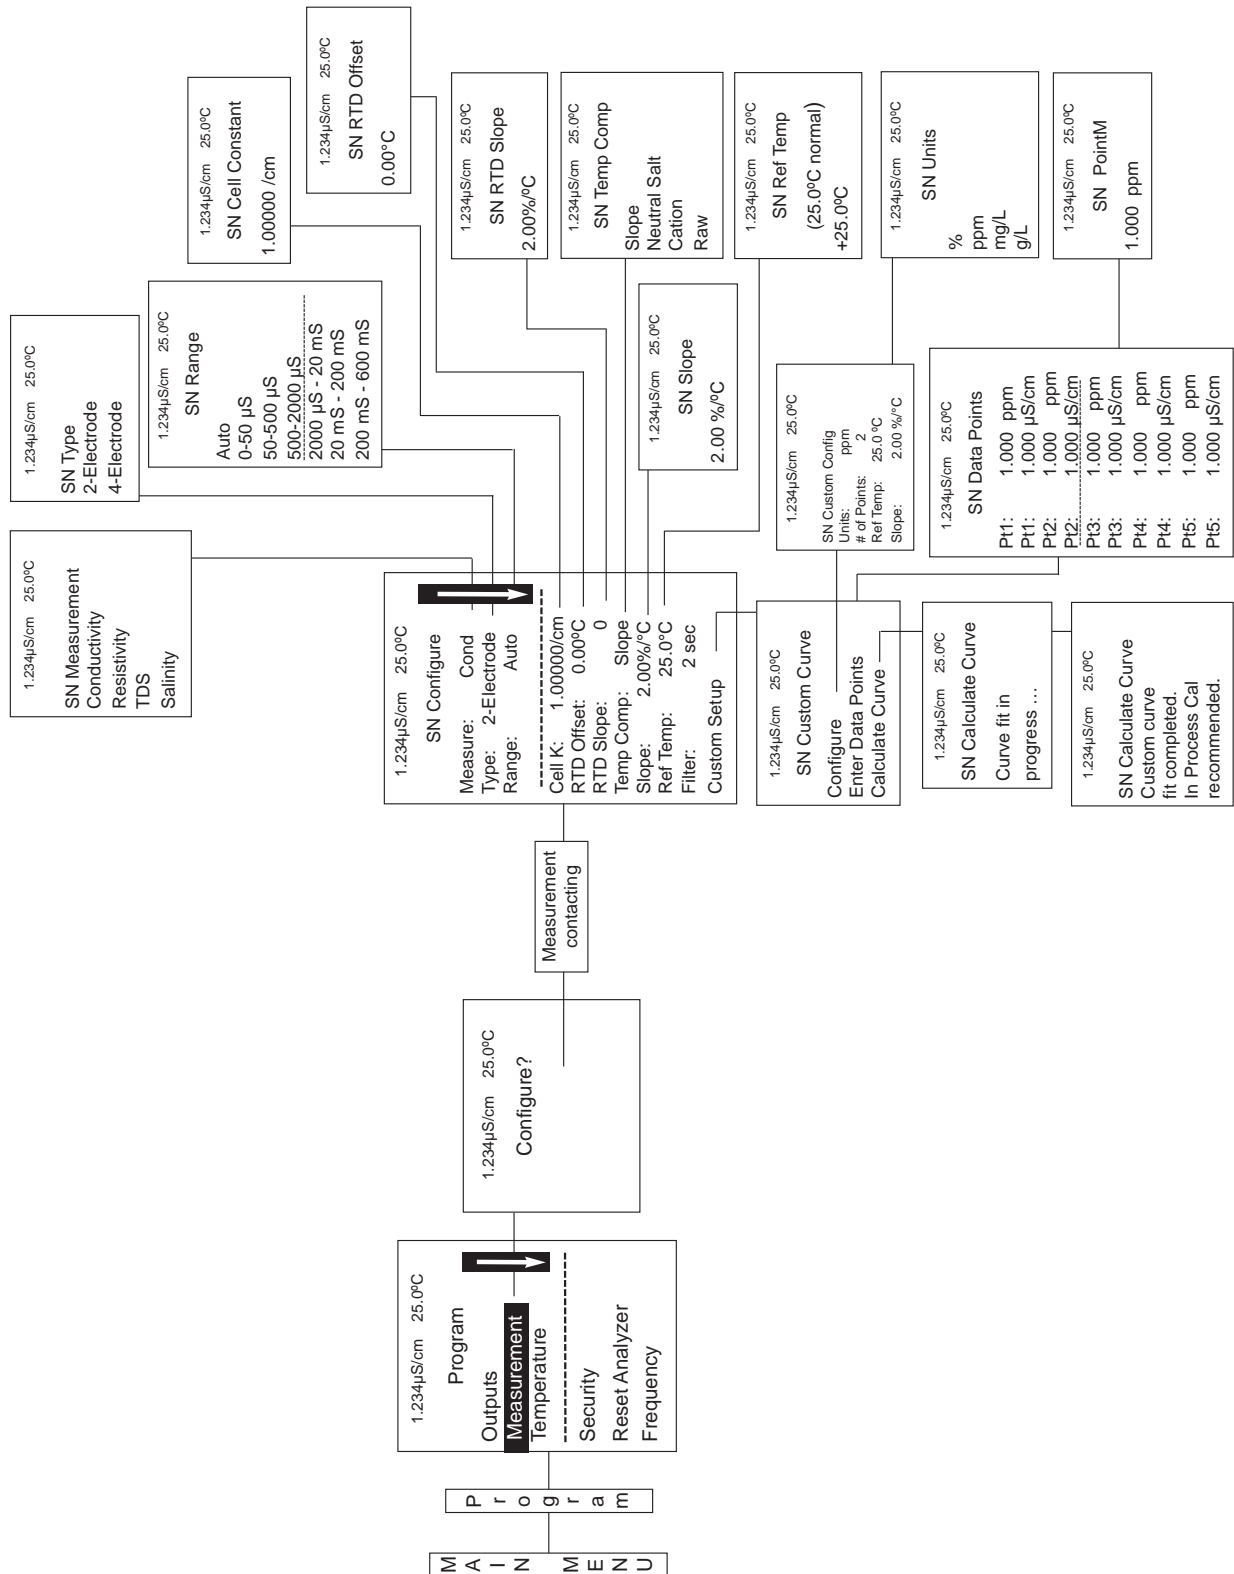 MAIN MENU
Program
1.234µS/cm 25.0ºC
Program
Outputs
Measurement
Temperature
Security
Reset Analyzer
Frequency
1.234µS/cm 25.0ºC
Configure?
Measurement
contacting
1.234µS/cm 25.0ºC
SN Configure
Measure: Cond
Type: 2-Electrode
Range: Auto
Cell K: 1.00000/cm
RTD Offset: 0.00ºC
RTD Slope: 0
Temp Comp: Slope
Slope: 2.00%/ºC
Ref Temp: 25.0°C
Filter: 2 sec
Custom Setup
1.234µS/cm 25.0ºC
SN Measurement
Conductivity
Resistivity
TDS
Salinity
1.234µS/cm 25.0ºC
SN Type
2-Electrode
4-Electrode
1.234µS/cm 25.0ºC
SN Range
Auto
0-50 µS
50-500 µS
500-2000 µS
2000 µS - 20 mS
20 mS - 200 mS
200 mS - 600 mS
1.234µS/cm 25.0ºC
SN Cell Constant
1.00000 /cm
1.234µS/cm 25.0ºC
SN RTD Offset
0.00°C
1.234µS/cm 25.0ºC
SN RTD Slope
2.00%/ºC
1.234µS/cm 25.0ºC
SN Temp Comp
Slope
Neutral Salt
Cation
Raw
1.234µS/cm 25.0ºC
SN Slope
2.00 %/ºC
1.234µS/cm 25.0ºC
SN Ref Temp
(25.0ºC normal)
+25.0ºC
1.234µS/cm 25.0ºC
SN Custom Curve
Configure
Enter Data Points
Calculate Curve
1.234µS/cm 25.0ºC
SN Custom Config
Units: ppm
# of Points: 2
Ref Temp: 25.0 ºC
Slope: 2.00 %/°C
1.234µS/cm 25.0ºC
SN Units
%
ppm
mg/L
g/L
1.234µS/cm 25.0ºC
SN Data Points
Pt1: 1.000 ppm
Pt1: 1.000 µS/cm
Pt2: 1.000 ppm
Pt2: 1.000 µS/cm
Pt3: 1.000 ppm
Pt3: 1.000 µS/cm
Pt4: 1.000 ppm
Pt4: 1.000 µS/cm
Pt5: 1.000 ppm
Pt5: 1.000 µS/cm
1.234µS/cm 25.0ºC
SN PointM
1.000 ppm
1.234µS/cm 25.0ºC
SN Calculate Curve
Curve fit in
progress ...
1.234µS/cm 25.0ºC
SN Calculate Curve
Custom curve
fit completed.
In Process Cal
recommended.